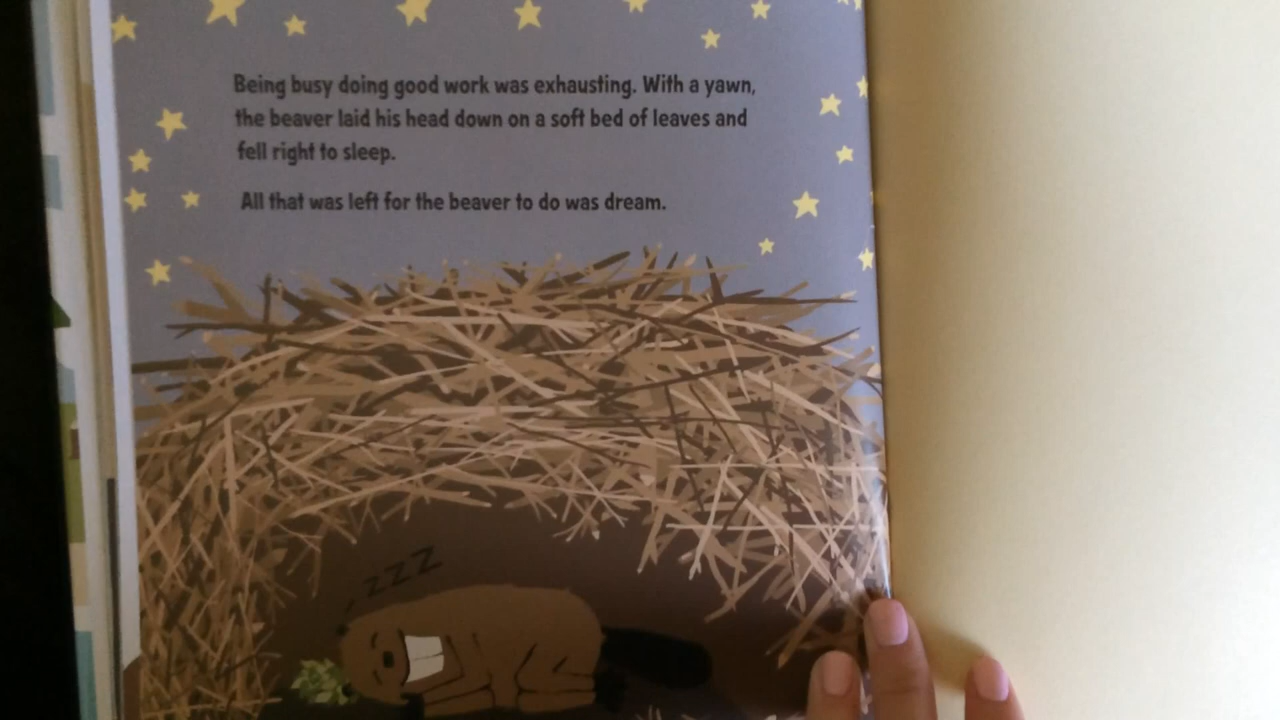 Being busy doing good work was exhausting. With a yawn,
the beaver laid his head down on a soft bed of leaves and
fell right to sleep.
All that was left for the beaver to do was dream.
zZZZ